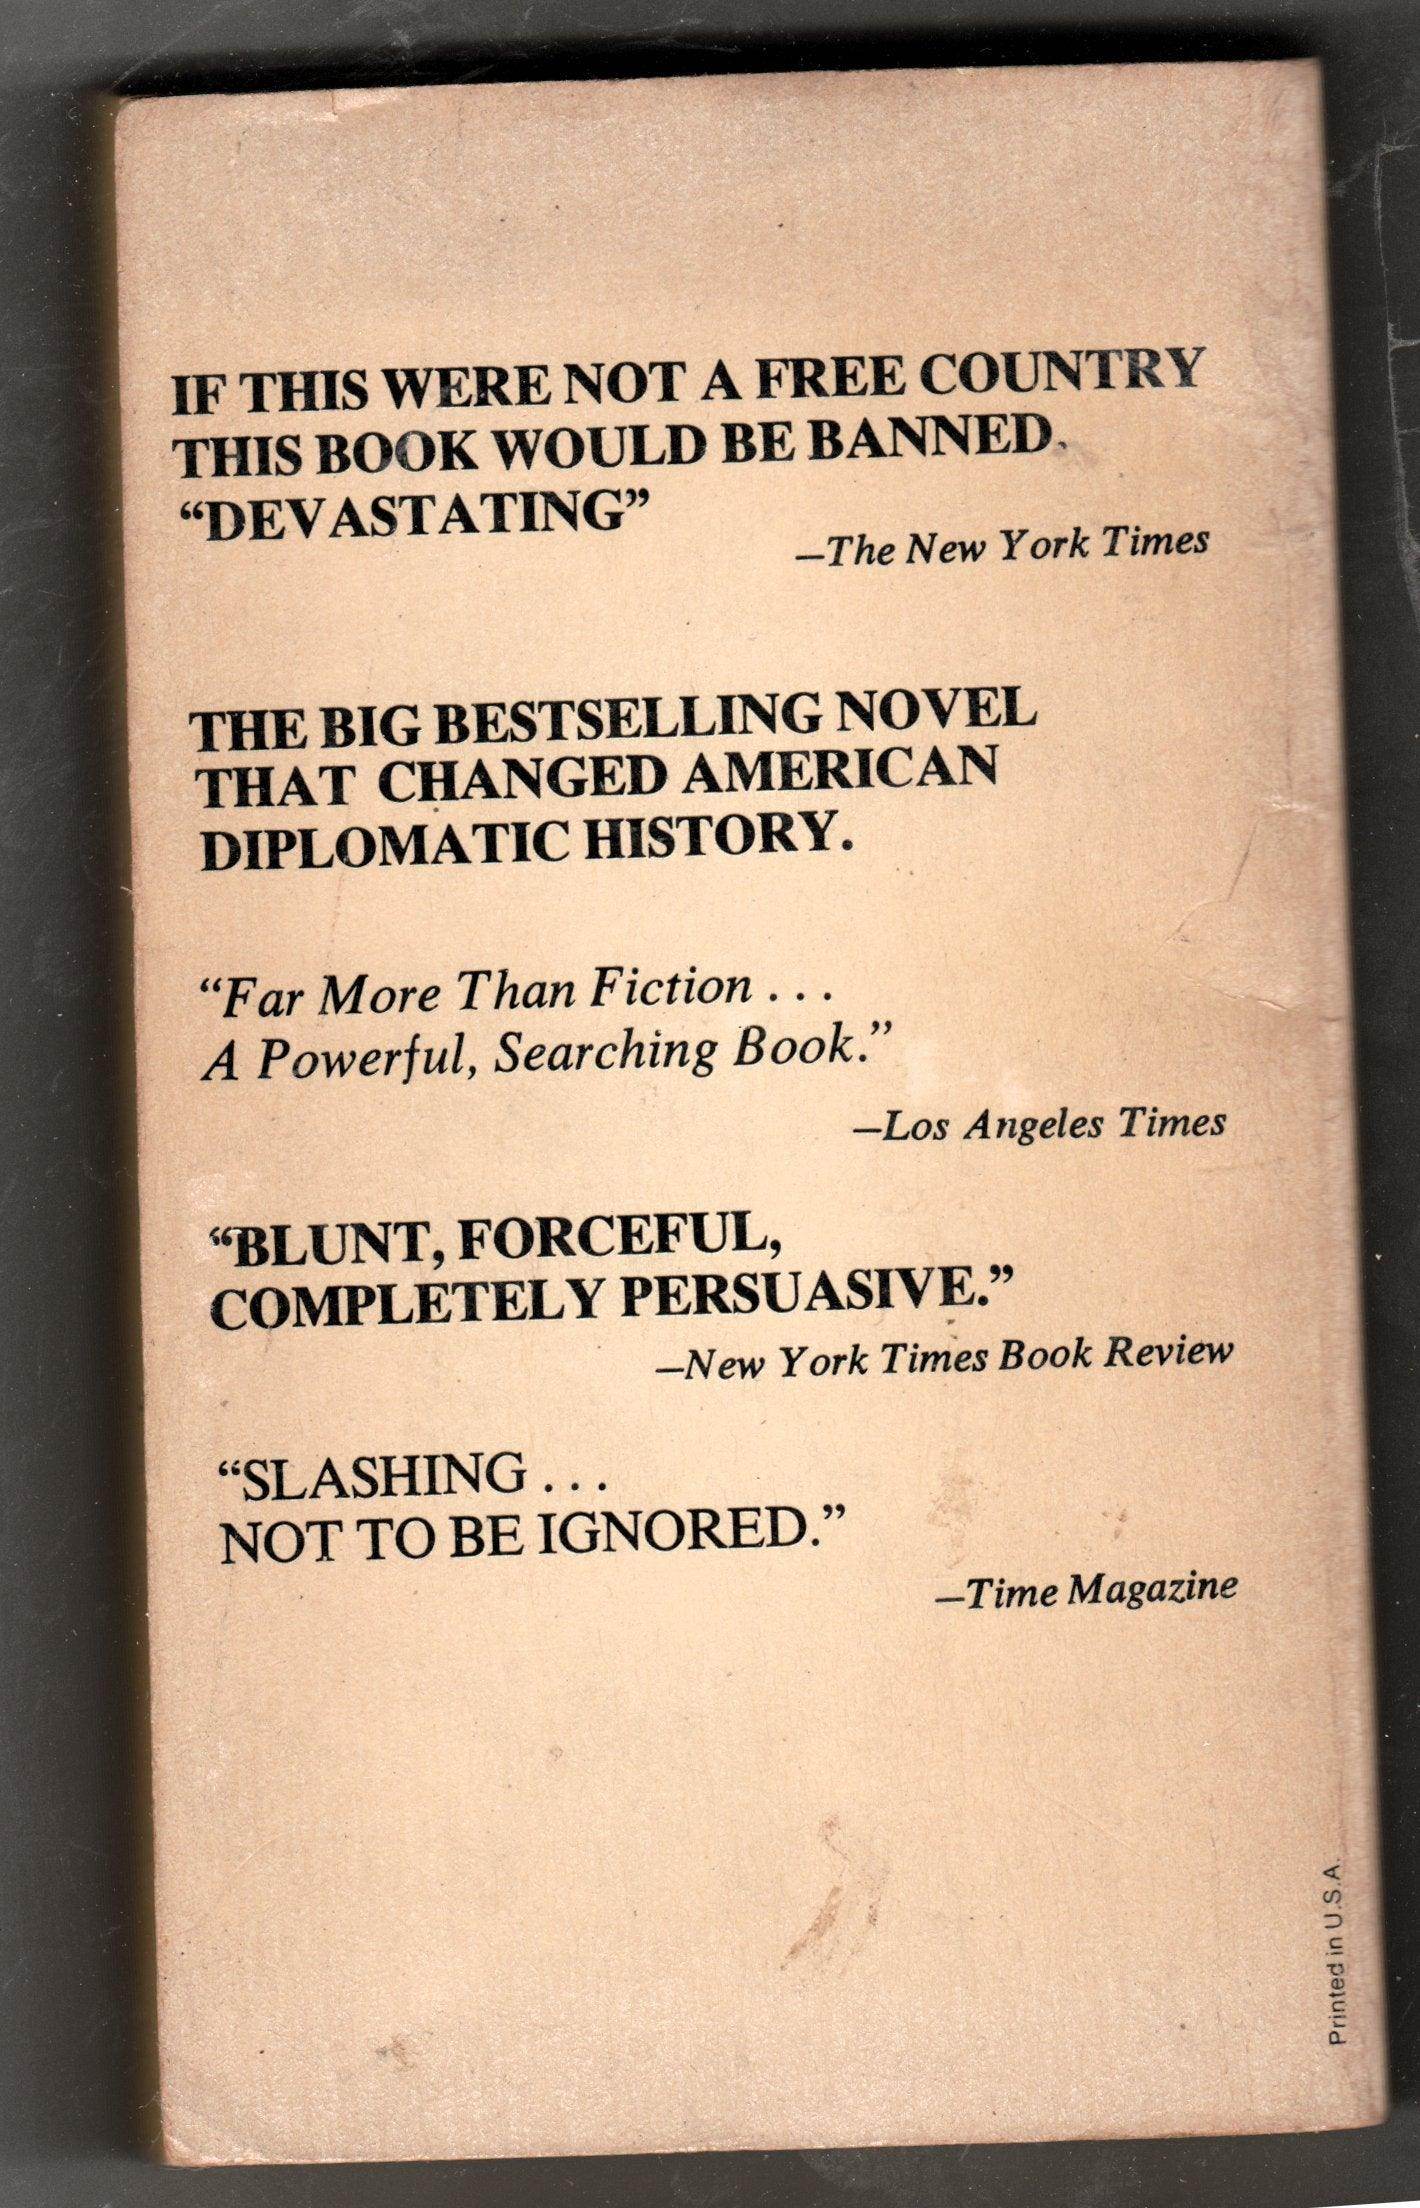 IF THIS WERE NOT A FREE COUNTRY
THIS BOOK WOULD BE BANNED.
“DEVASTATING”
—The New York Times
THE BIG BESTSELLING NOVEL
THAT CHANGED AMERICAN
DIPLOMATIC HISTORY.
“Far More Than Fiction . . .
A Powerful, Searching Book.”
—Los Angeles Times
“BLUNT, FORCEFUL,
COMPLETELY PERSUASIVE.”
—New York Times Book Review
“SLASHING . . .
NOT TO BE IGNORED.”
—Time Magazine
Printed in U.S.A.